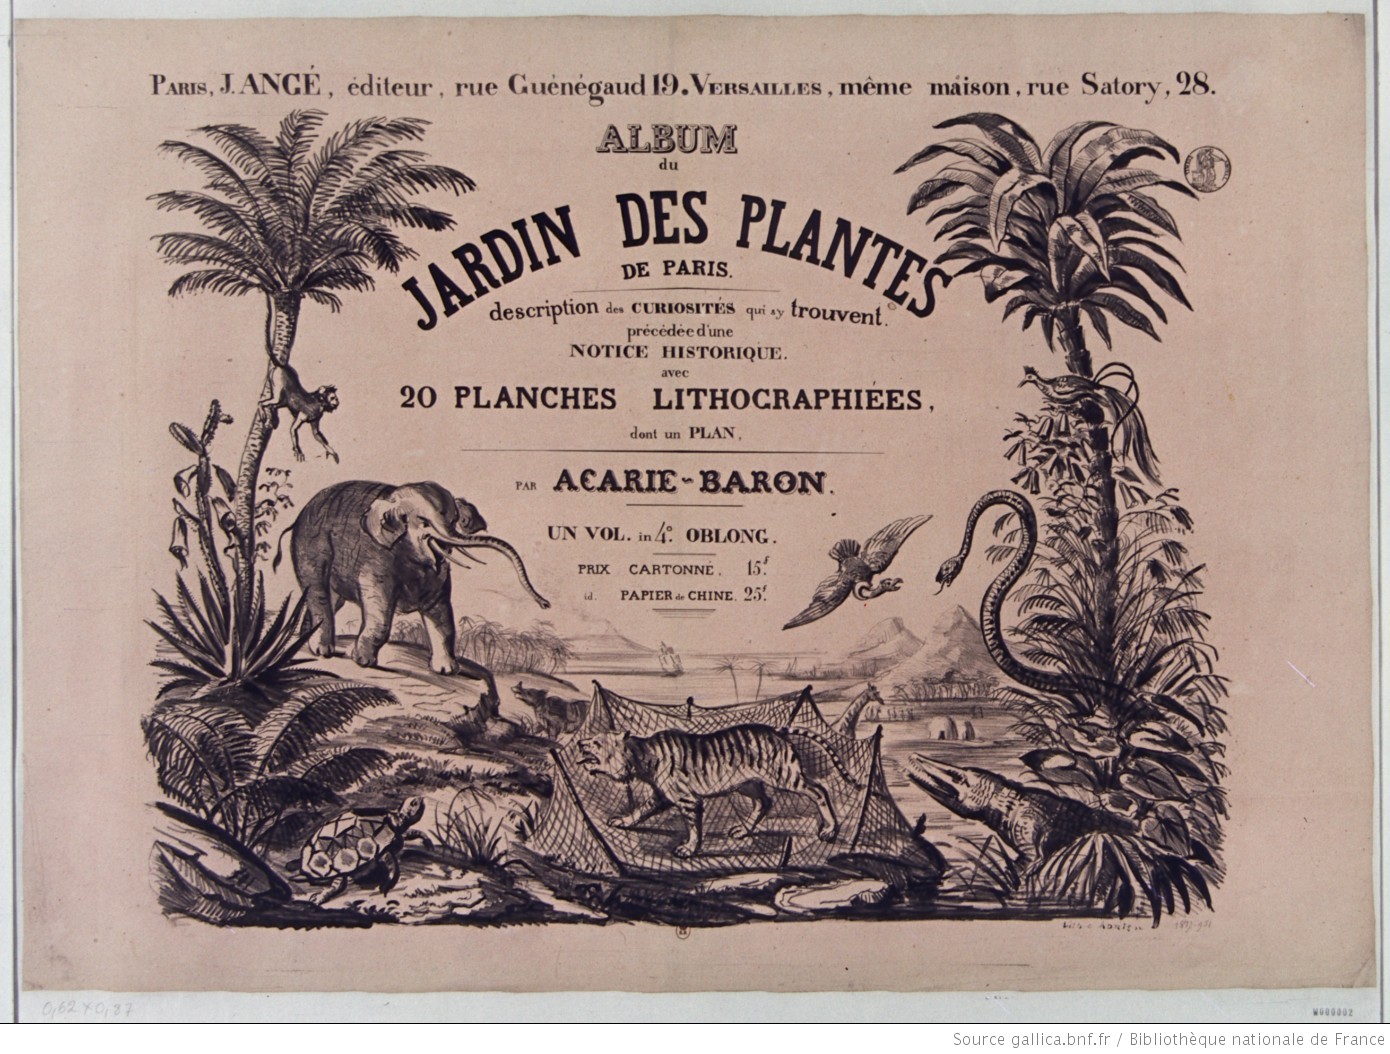 PARIS, J. ANGÉ, éditeur, rue Guénégaud 19. VERSAILLES, même máison, rue Satory, 28.
ALBUM
du
JARDIN DES PLANTES
DE PARIS.
description des CURIOSITÉS qui s'y trouvent.
précédée d'une
NOTICE HISTORIQUE.
avec
20 PLANCHES LITHOGRAPHIÉES,
dont un PLAN,
PAR ACARIE-BARON.
UN VOL. in 4º. OBLONG.
PRIX CARTONNÉ, 15f.
id. PAPIER de CHINE, 25f.
0,62 x 0,87
W000002
Source gallica.bnf.fr / Bibliothèque nationale de France